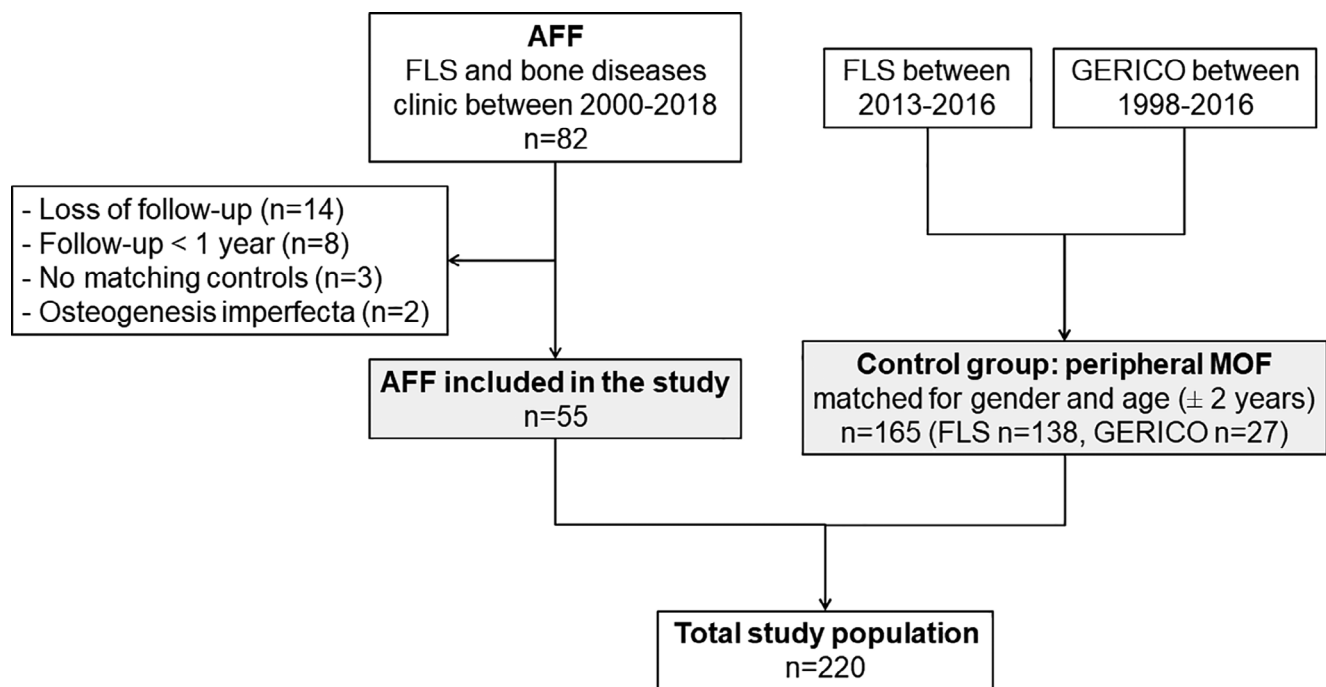 AFF
FLS and bone diseases
clinic between 2000-2018
n=82
FLS between
2013-2016
GERICO between
1998-2016
- Loss of follow-up (n=14)
- Follow-up < 1 year (n=8)
- No matching controls (n=3)
- Osteogenesis imperfecta (n=2)
AFF included in the study
n=55
Control group: peripheral MOF
matched for gender and age (± 2 years)
n=165 (FLS n=138, GERICO n=27)
Total study population
n=220